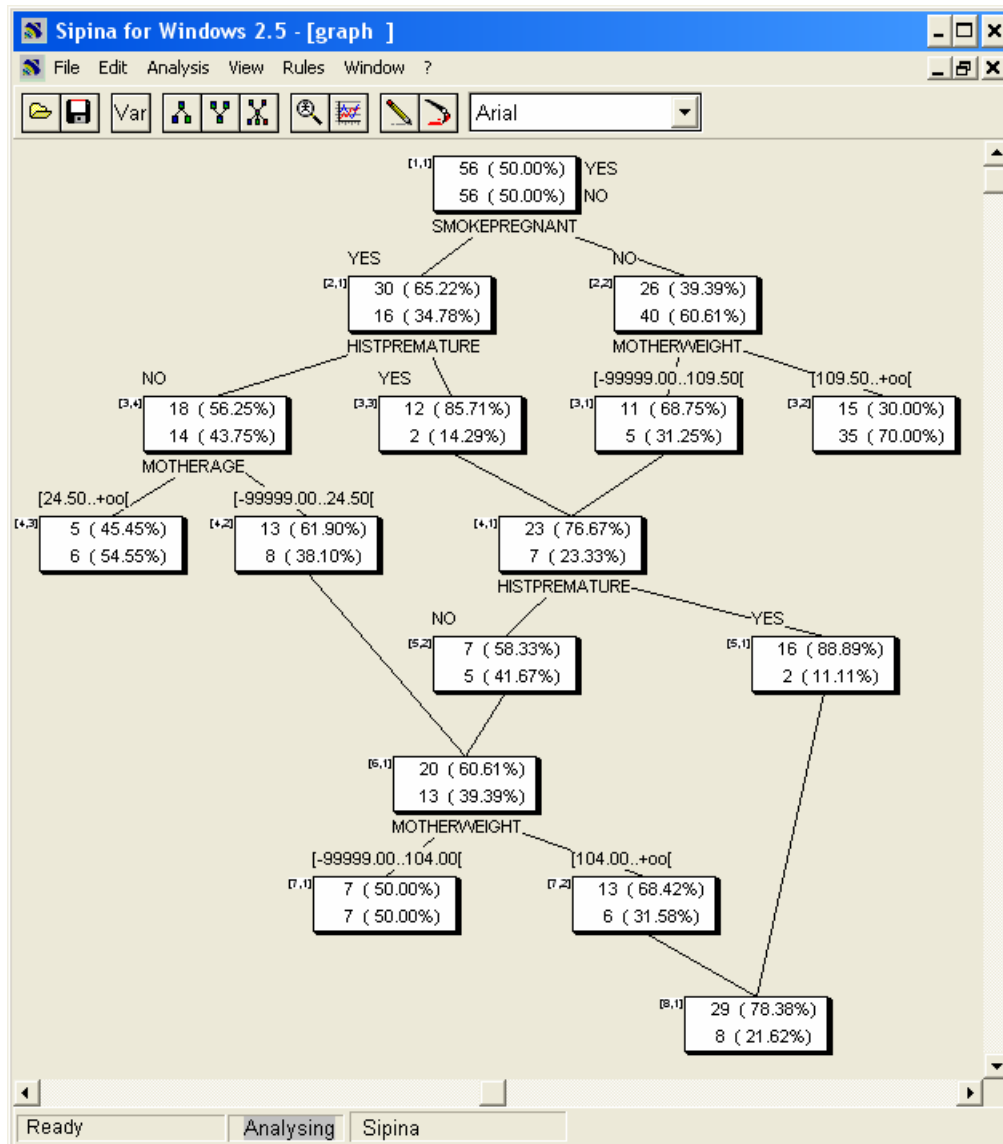 Sipina for Windows 2.5 - [graph ]
File Edit Analysis View Rules Window ?
Var Arial
[1,1] 56 ( 50.00%) YES
56 ( 50.00%) NO
SMOKEPREGNANT
YES NO
[2,1] 30 ( 65.22%) [2,2] 26 ( 39.39%)
16 ( 34.78%) 40 ( 60.61%)
HISTPREMATURE MOTHERWEIGHT
NO YES [-99999.00..109.50[ [109.50..+oo[
[3,4] 18 ( 56.25%) [3,3] 12 ( 85.71%) [3,1] 11 ( 68.75%) [3,2] 15 ( 30.00%)
14 ( 43.75%) 2 ( 14.29%) 5 ( 31.25%) 35 ( 70.00%)
MOTHERAGE
[24.50..+oo[ [-99999.00..24.50[
[4,3] 5 ( 45.45%) [4,2] 13 ( 61.90%) [4,1] 23 ( 76.67%)
6 ( 54.55%) 8 ( 38.10%) 7 ( 23.33%)
HISTPREMATURE
NO YES
[5,2] 7 ( 58.33%) [5,1] 16 ( 88.89%)
5 ( 41.67%) 2 ( 11.11%)
[6,1] 20 ( 60.61%)
13 ( 39.39%)
MOTHERWEIGHT
[-99999.00..104.00[ [104.00..+oo[
[7,1] 7 ( 50.00%) [7,2] 13 ( 68.42%)
7 ( 50.00%) 6 ( 31.58%)
[8,1] 29 ( 78.38%)
8 ( 21.62%)
Ready Analysing Sipina